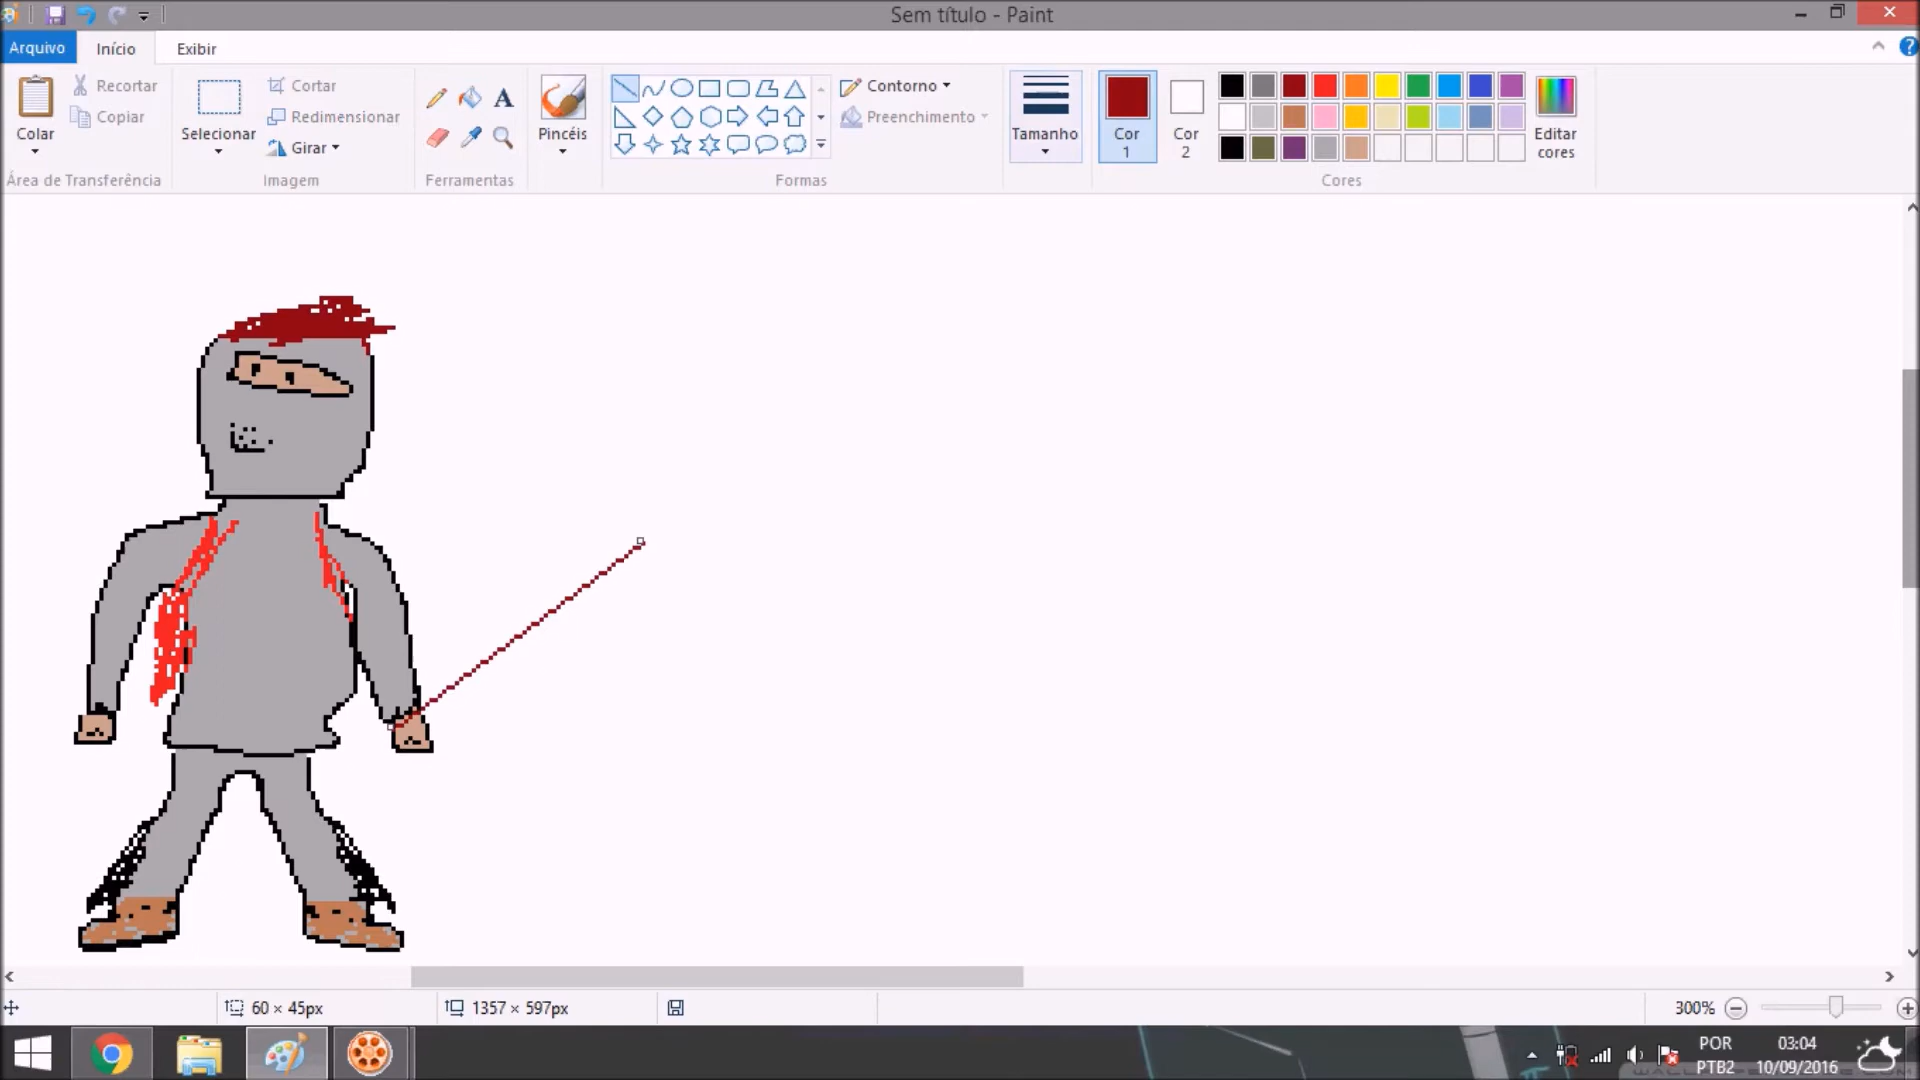 Sem título - Paint
Arquivo Início Exibir
Colar
Recortar
Copiar
Área de Transferência
Selecionar
Cortar
Redimensionar
Girar
Imagem
A
Ferramentas
Pincéis
Formas
Contorno
Preenchimento
Tamanho
Cor 1
Cor 2
Editar cores
Cores
60 × 45px
1357 × 597px
300%
POR
PTB2
03:04
10/09/2016